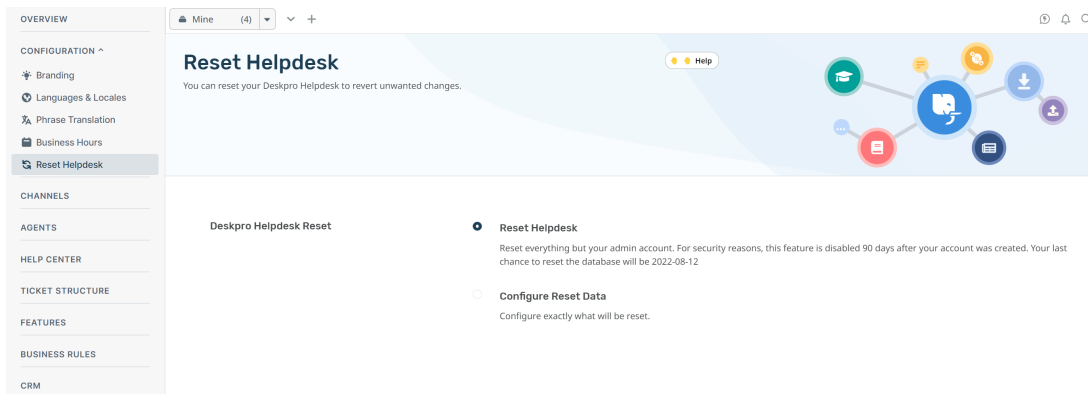 OVERVIEW
CONFIGURATION ^
Branding
Languages & Locales
Phrase Translation
Business Hours
Reset Helpdesk
CHANNELS
AGENTS
HELP CENTER
TICKET STRUCTURE
FEATURES
BUSINESS RULES
CRM
Mine (4)
Reset Helpdesk
Help
You can reset your Deskpro Helpdesk to revert unwanted changes.
Deskpro Helpdesk Reset
Reset Helpdesk
Reset everything but your admin account. For security reasons, this feature is disabled 90 days after your account was created. Your last
chance to reset the database will be 2022-08-12
Configure Reset Data
Configure exactly what will be reset.